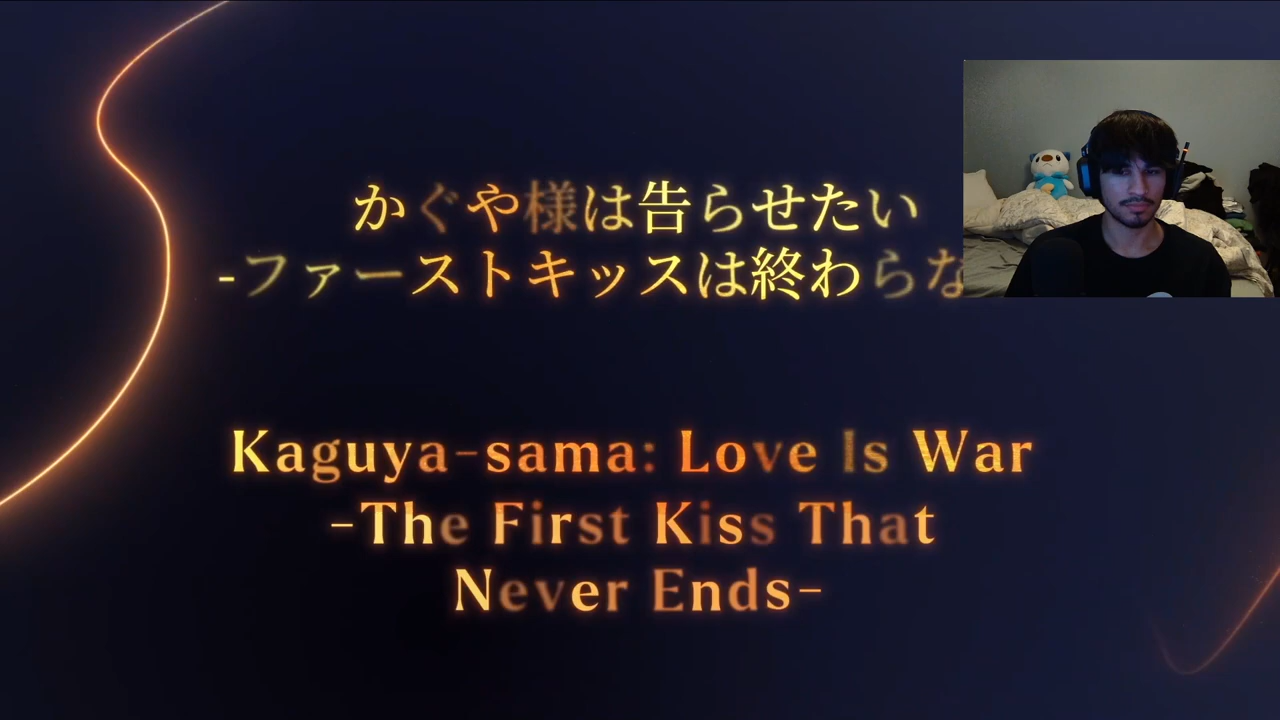 かぐや様は告らせたい
-ファーストキッスは終わらな
Kaguya-sama: Love Is War
-The First Kiss That
Never Ends-